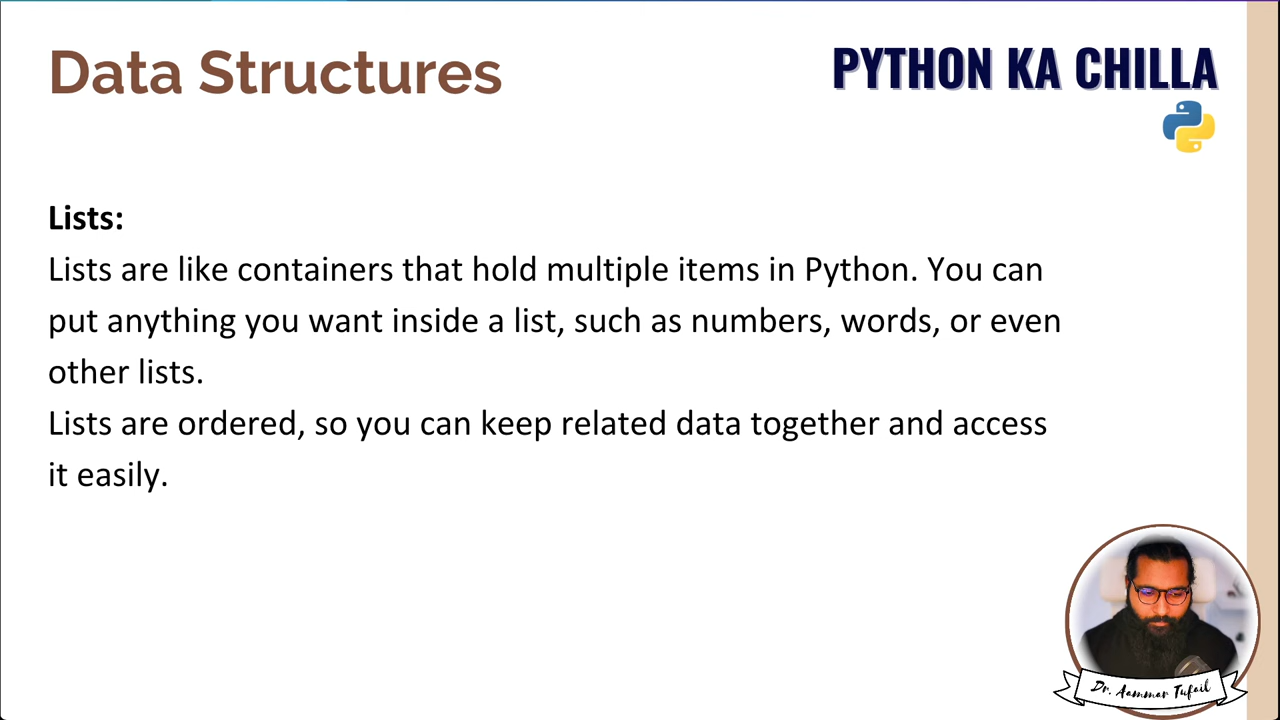 Data Structures
PYTHON KA CHILLA
Lists:
Lists are like containers that hold multiple items in Python. You can
put anything you want inside a list, such as numbers, words, or even
other lists.
Lists are ordered, so you can keep related data together and access
it easily.
Dr. Aammar Tufail